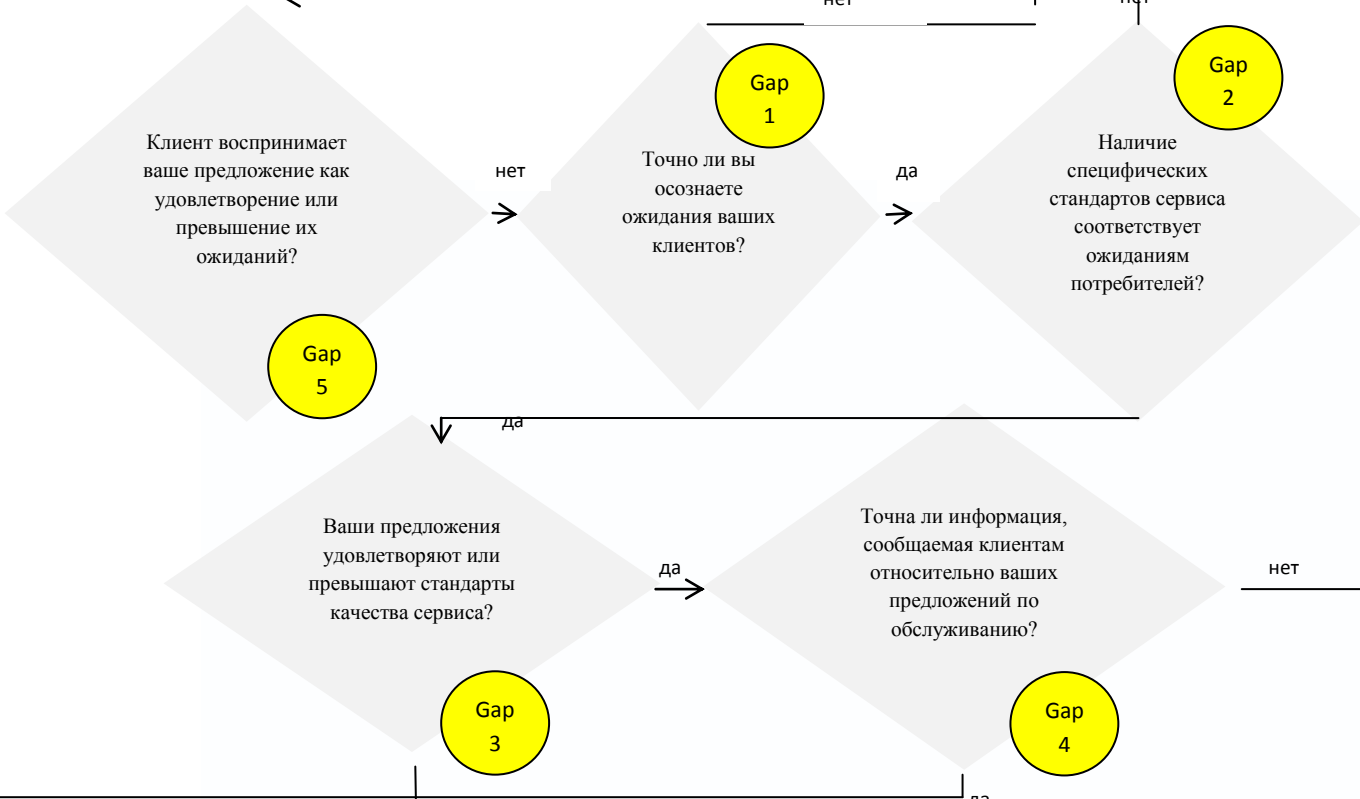 нет
нет
Gap
1
Gap
2
Клиент воспринимает
ваше предложение как
удовлетворение или
превышение их
ожиданий?
нет
Точно ли вы
осознаете
ожидания ваших
клиентов?
да
Наличие
специфических
стандартов сервиса
соответствует
ожиданиям
потребителей?
Gap
5
да
Ваши предложения
удовлетворяют или
превышают стандарты
качества сервиса?
да
Точна ли информация,
сообщаемая клиентам
относительно ваших
предложений по
обслуживанию?
нет
Gap
3
Gap
4
да